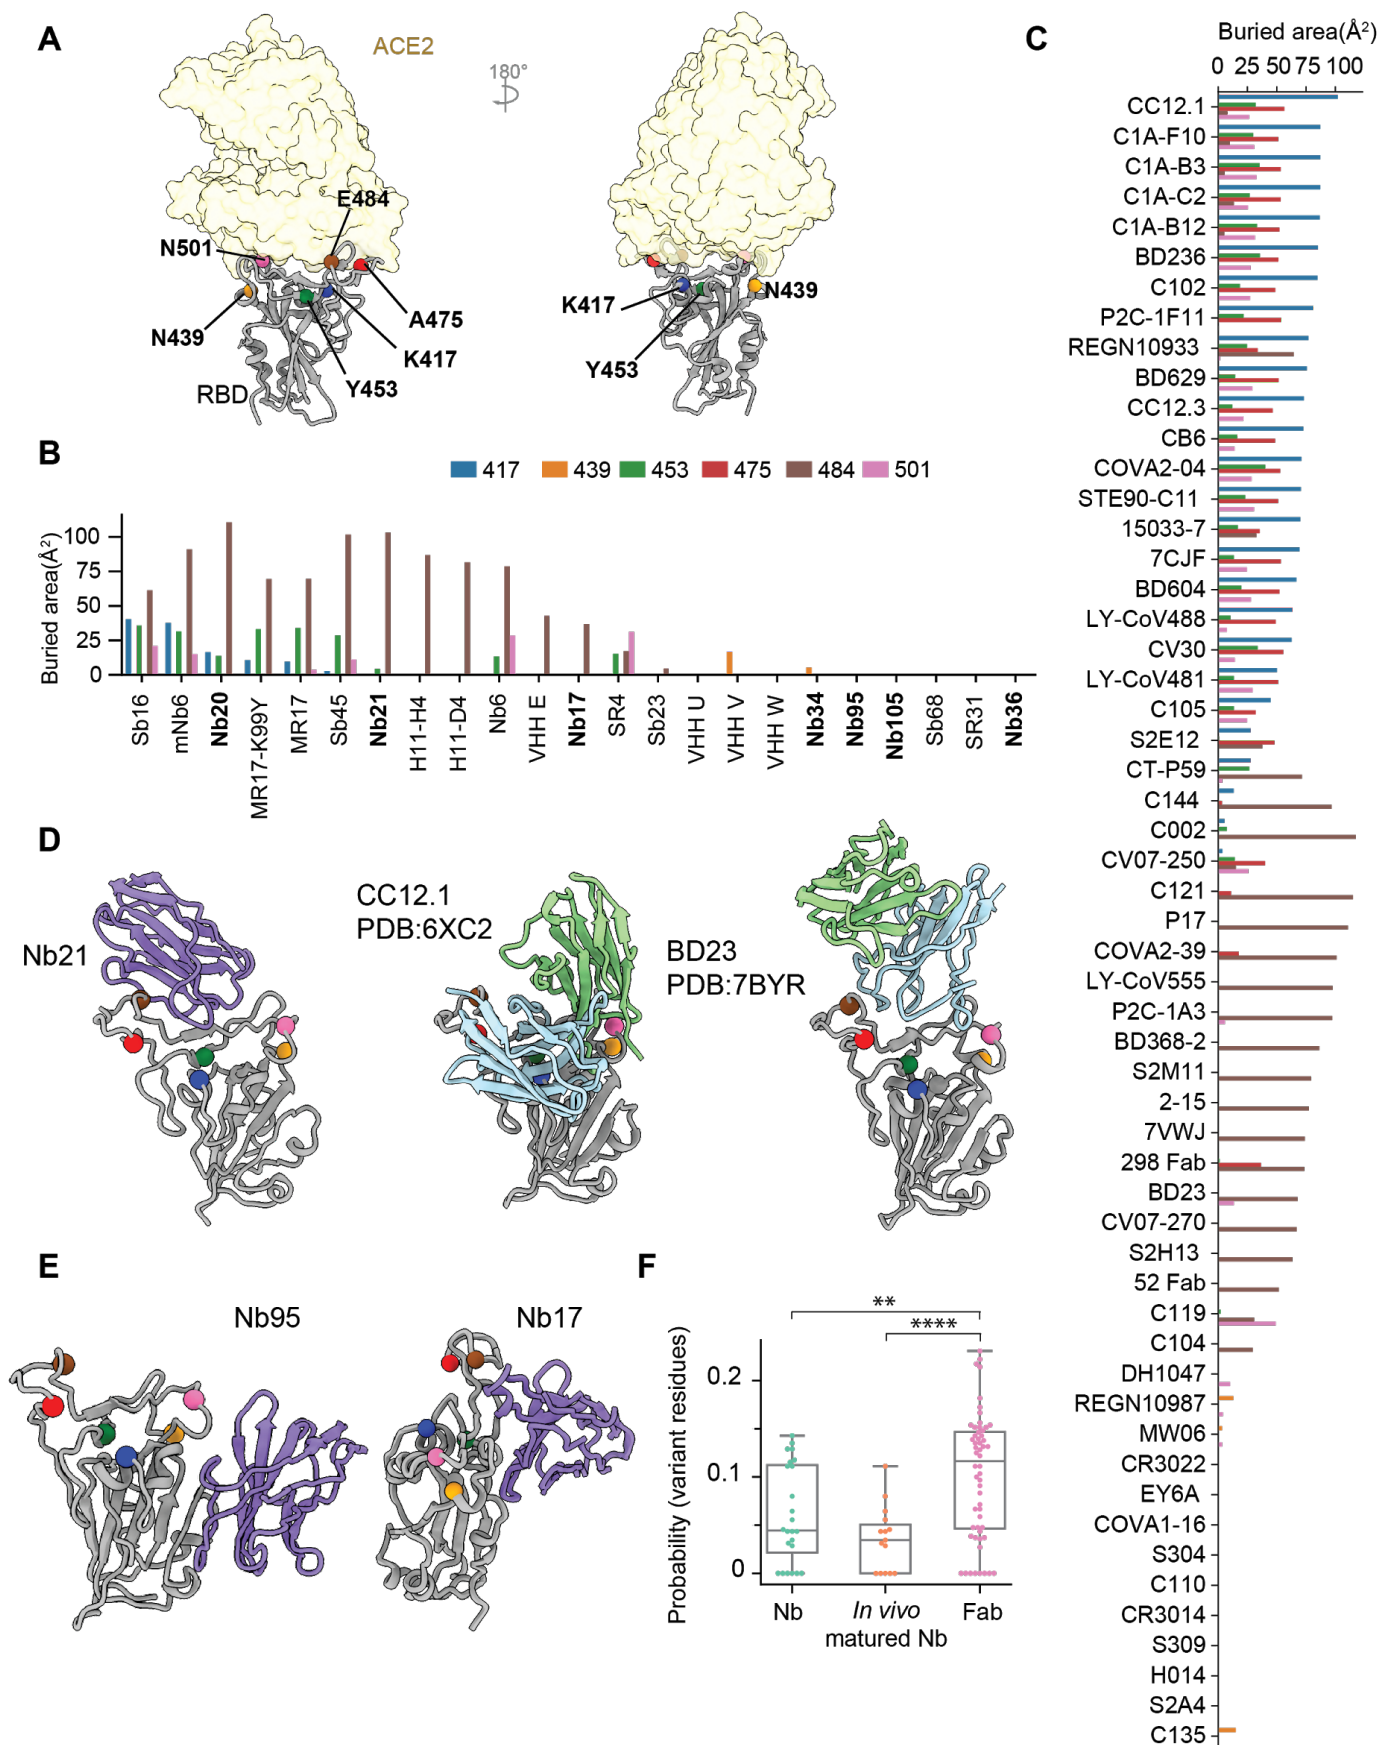 A
ACE2
180°
E484
N501
N439
A475
K417
Y453
RBD
K417
N439
Y453
B
417 439 453 475 484 501
Buried area(Å²)
100
75
50
25
0
Sb16
mNb6
Nb20
MR17-K99Y
MR17
Sb45
Nb21
H11-H4
H11-D4
Nb6
VHH E
Nb17
SR4
Sb23
VHH U
VHH V
VHH W
Nb34
Nb95
Nb105
Sb68
SR31
Nb36
C
Buried area(Å²)
0 25 50 75 100
CC12.1
C1A-F10
C1A-B3
C1A-C2
C1A-B12
BD236
C102
P2C-1F11
REGN10933
BD629
CC12.3
CB6
COVA2-04
STE90-C11
15033-7
7CJF
BD604
LY-CoV488
CV30
LY-CoV481
C105
S2E12
CT-P59
C144
C002
CV07-250
C121
P17
COVA2-39
LY-CoV555
P2C-1A3
BD368-2
S2M11
2-15
7VWJ
298 Fab
BD23
CV07-270
S2H13
52 Fab
C119
C104
DH1047
REGN10987
MW06
CR3022
EY6A
COVA1-16
S304
C110
CR3014
S309
H014
S2A4
C135
D
Nb21
CC12.1
PDB:6XC2
BD23
PDB:7BYR
E
Nb95
Nb17
F
**
****
Probability (variant residues)
0.2
0.1
0
Nb
In vivo
matured Nb
Fab